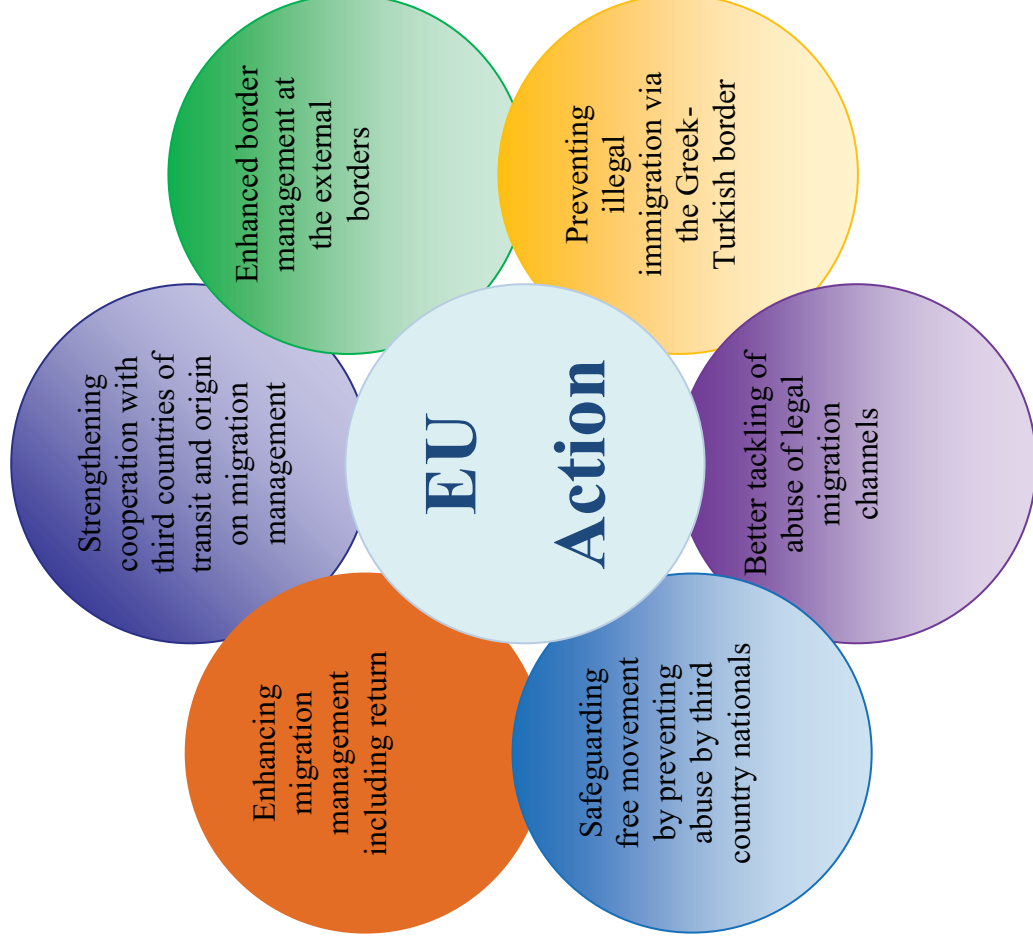 Strengthening
cooperation with
third countries of
transit and origin
on migration
management
Enhanced border
management at
the external
borders
Preventing
illegal
immigration via
the Greek-
Turkish border
Better tackling of
abuse of legal
migration
channels
Safeguarding
free movement
by preventing
abuse by third
country nationals
Enhancing
migration
management
including return
EU
Action